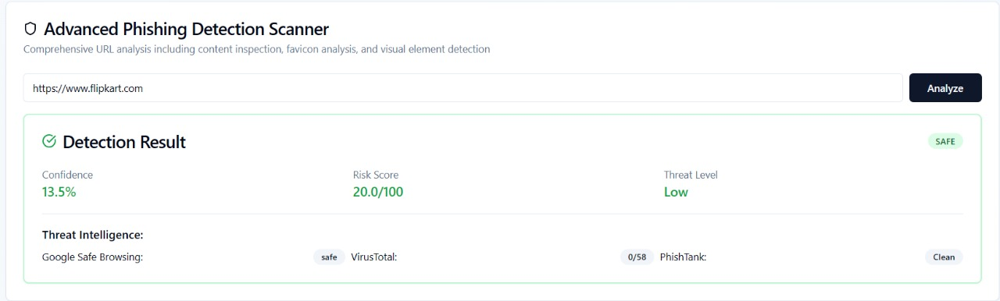 Advanced Phishing Detection Scanner
Comprehensive URL analysis including content inspection, favicon analysis, and visual element detection
https://www.flipkart.com
Analyze
Detection Result
SAFE
Confidence Risk Score Threat Level
13.5% 20.0/100 Low
Threat Intelligence:
Google Safe Browsing: safe VirusTotal: 0/58 PhishTank: Clean